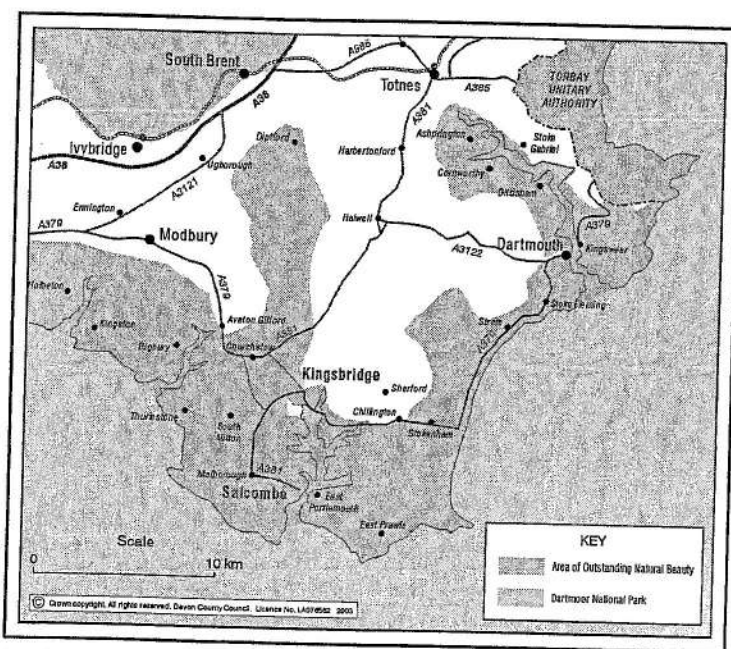 South Brent
A385
Totnes
A385
TORBAY
UNITARY
AUTHORITY
A38
A381
Ivybridge
Diptford
Ashprington
Stoke
Gabriel
A38
Ugborough
Harbertonford
Cornworthy
Dittisham
A3121
Ermington
A379
Halwell
A379
Modbury
Dartmouth
Kingswear
A3122
Holbeton
A379
Stoke Fleming
Kingston
Aveton Gifford
A381
Strete
Bigbury
Churchstow
A379
Kingsbridge
Sherford
Thurlestone
South
Milton
Chillington
Stokenham
Malborough
A381
Salcombe
East
Portlemouth
East Prawle
Scale
0
10 km
KEY
Area of Outstanding Natural Beauty
Dartmoor National Park
© Crown copyright. All rights reserved. Devon County Council. Licence No. LA076562 2003